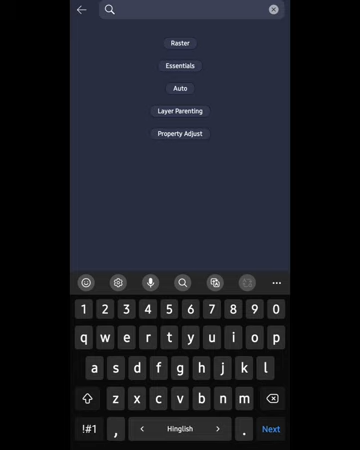 Raster
Essentials
Auto
Layer Parenting
Property Adjust
1 2 3 4 5 6 7 8 9 0
q w e r t y u i o p
a s d f g h j k l
z x c v b n m
!#1 , < Hinglish > . Next